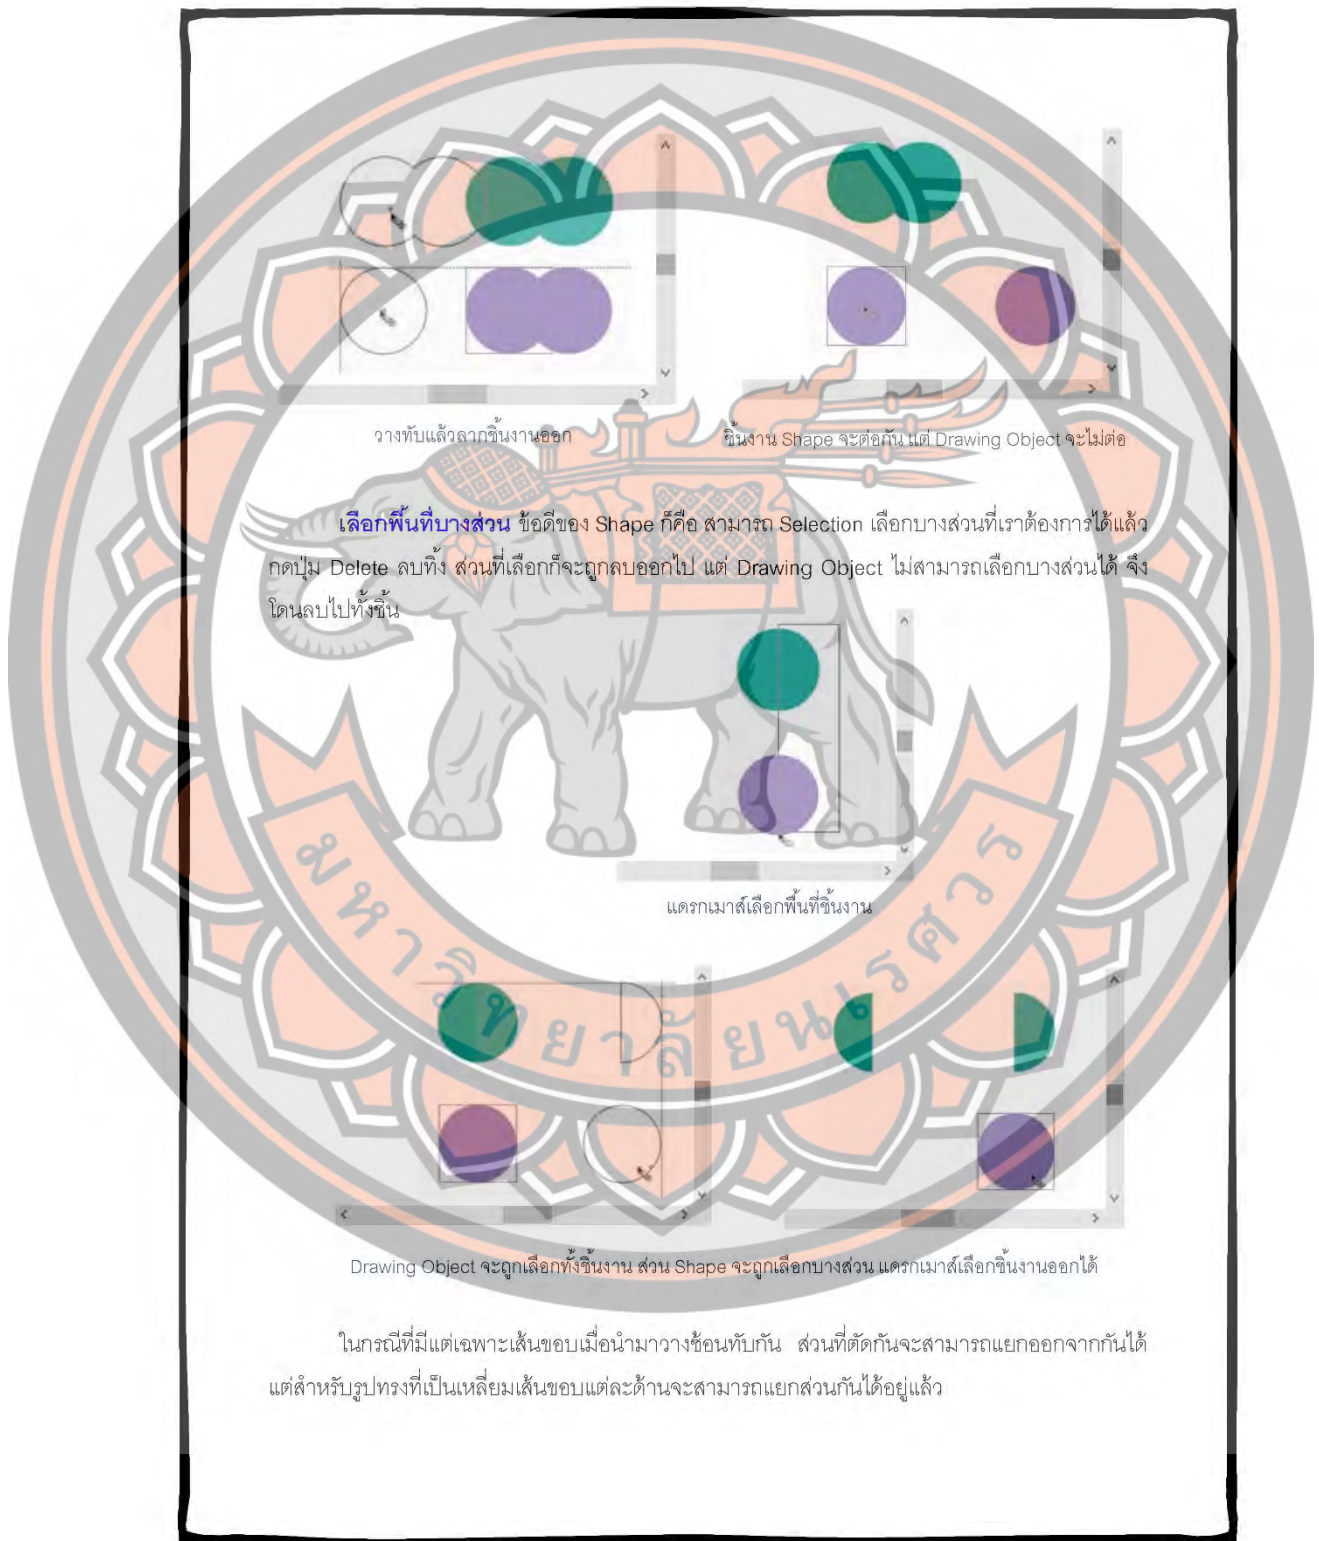 วางทับแล้วลากชิ้นงานออก
ชิ้นงาน Shape จะต่อกัน แต่ Drawing Object จะไม่ต่อ
เลือกพื้นที่บางส่วน ข้อดีของ Shape ก็คือ สามารถ Selection เลือกบางส่วนที่เราต้องการได้แล้ว
กดปุ่ม Delete ลบทิ้ง ส่วนที่เลือกก็จะถูกลบออกไป แต่ Drawing Object ไม่สามารถเลือกบางส่วนได้ จึง
โดนลบไปทั้งชิ้น
แดรกเมาส์เลือกพื้นที่ชิ้นงาน
มหาวิทยาลัยนเรศวร
Drawing Object จะถูกเลือกทั้งชิ้นงาน ส่วน Shape จะถูกเลือกบางส่วน แดรกเมาส์เลือกชิ้นงานออกได้
ในกรณีที่มีแต่เฉพาะเส้นขอบเมื่อนำมาวางซ้อนทับกัน ส่วนที่ตัดกันจะสามารถแยกออกจากกันได้
แต่สำหรับรูปทรงที่เป็นเหลี่ยมเส้นขอบแต่ละด้านจะสามารถแยกส่วนกันได้อยู่แล้ว